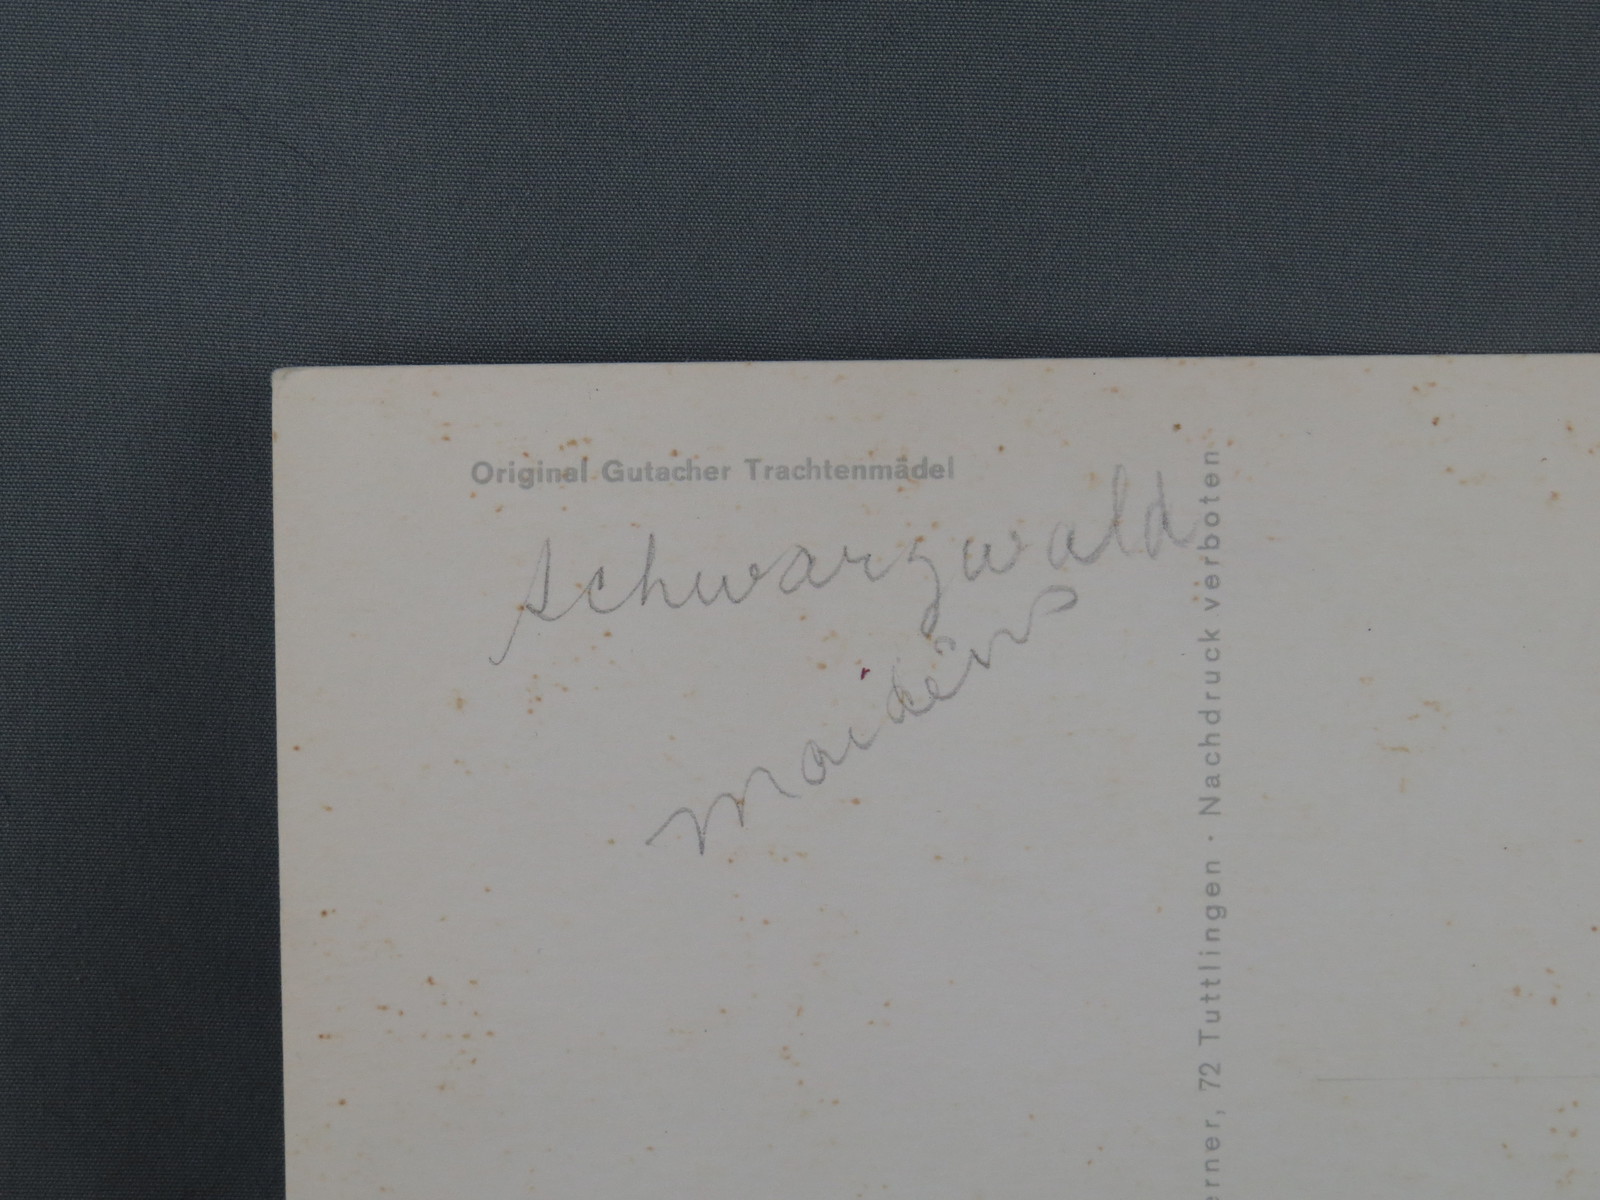 Original Gutacher Trachtenmädel
schwarzwald
maidens
erner, 72 Tuttlingen · Nachdruck verboten